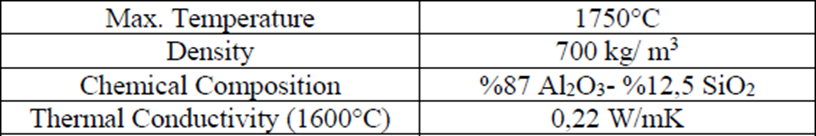 Max. Temperature 1750°C
Density 700 kg/ m³
Chemical Composition %87 Al₂O₃- %12,5 SiO₂
Thermal Conductivity (1600°C) 0,22 W/mK